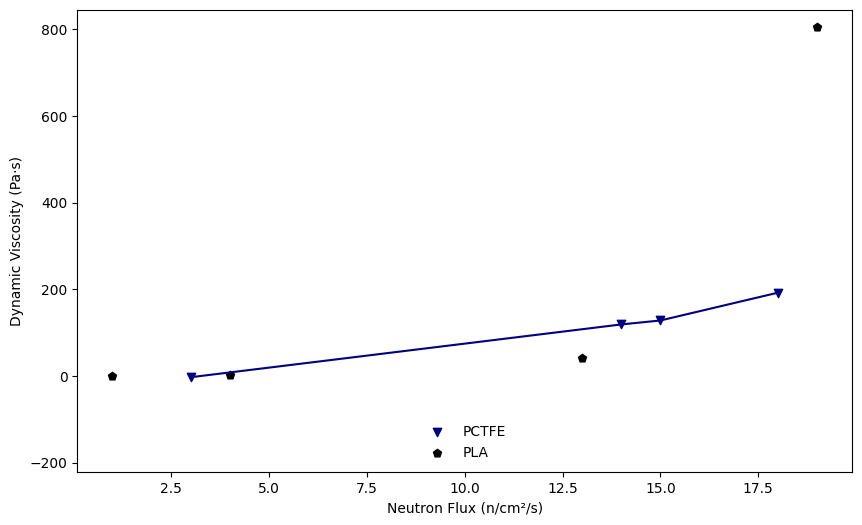 800
600
400
200
0
−200
Dynamic Viscosity (Pa·s)
PCTFE
PLA
2.5 5.0 7.5 10.0 12.5 15.0 17.5
Neutron Flux (n/cm²/s)